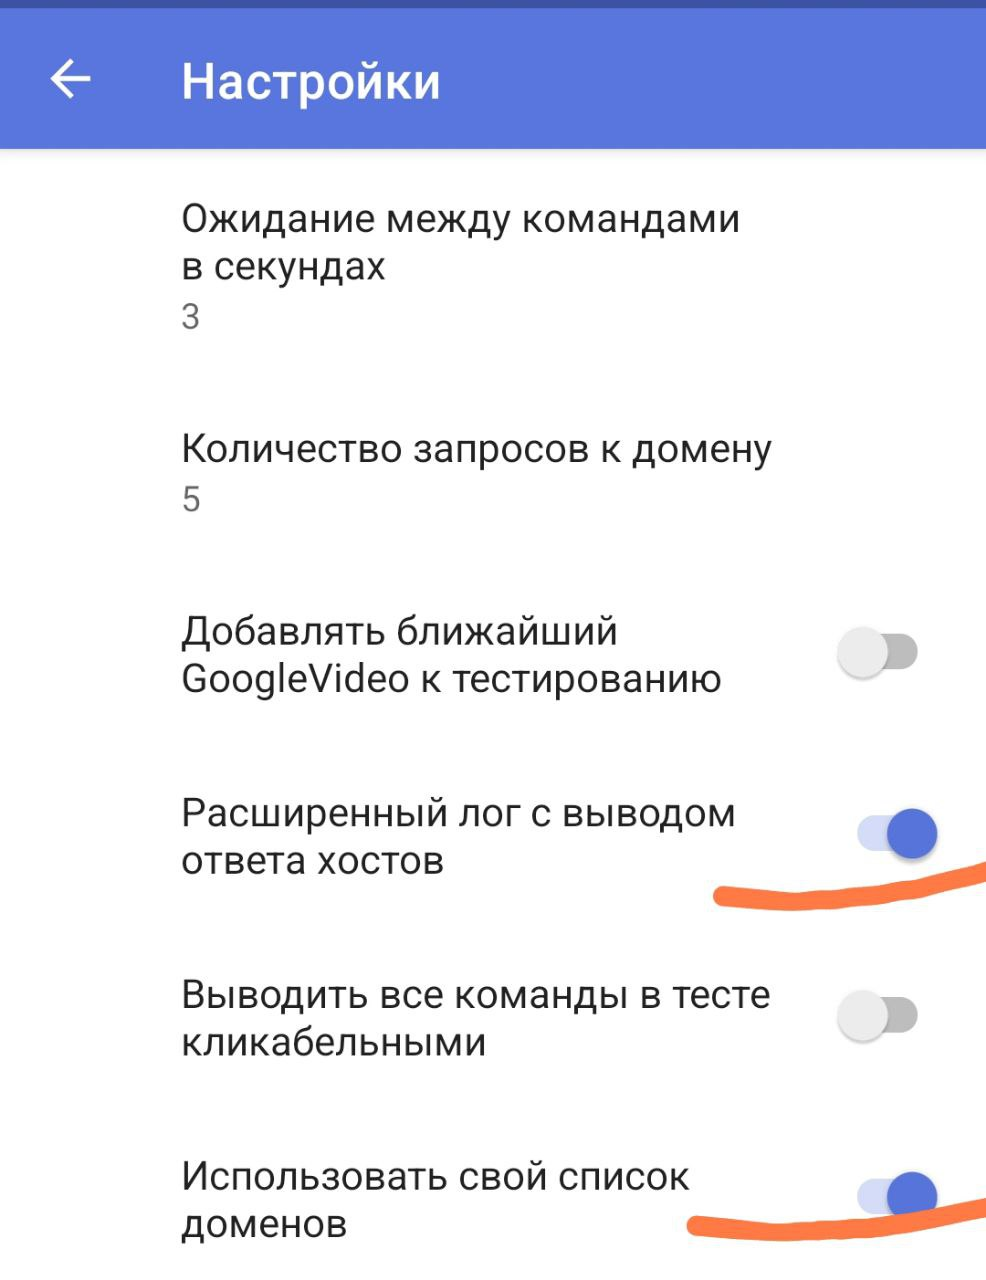 Настройки
Ожидание между командами
в секундах
3
Количество запросов к домену
5
Добавлять ближайший
GoogleVideo к тестированию
Расширенный лог с выводом
ответа хостов
Выводить все команды в тесте
кликабельными
Использовать свой список
доменов